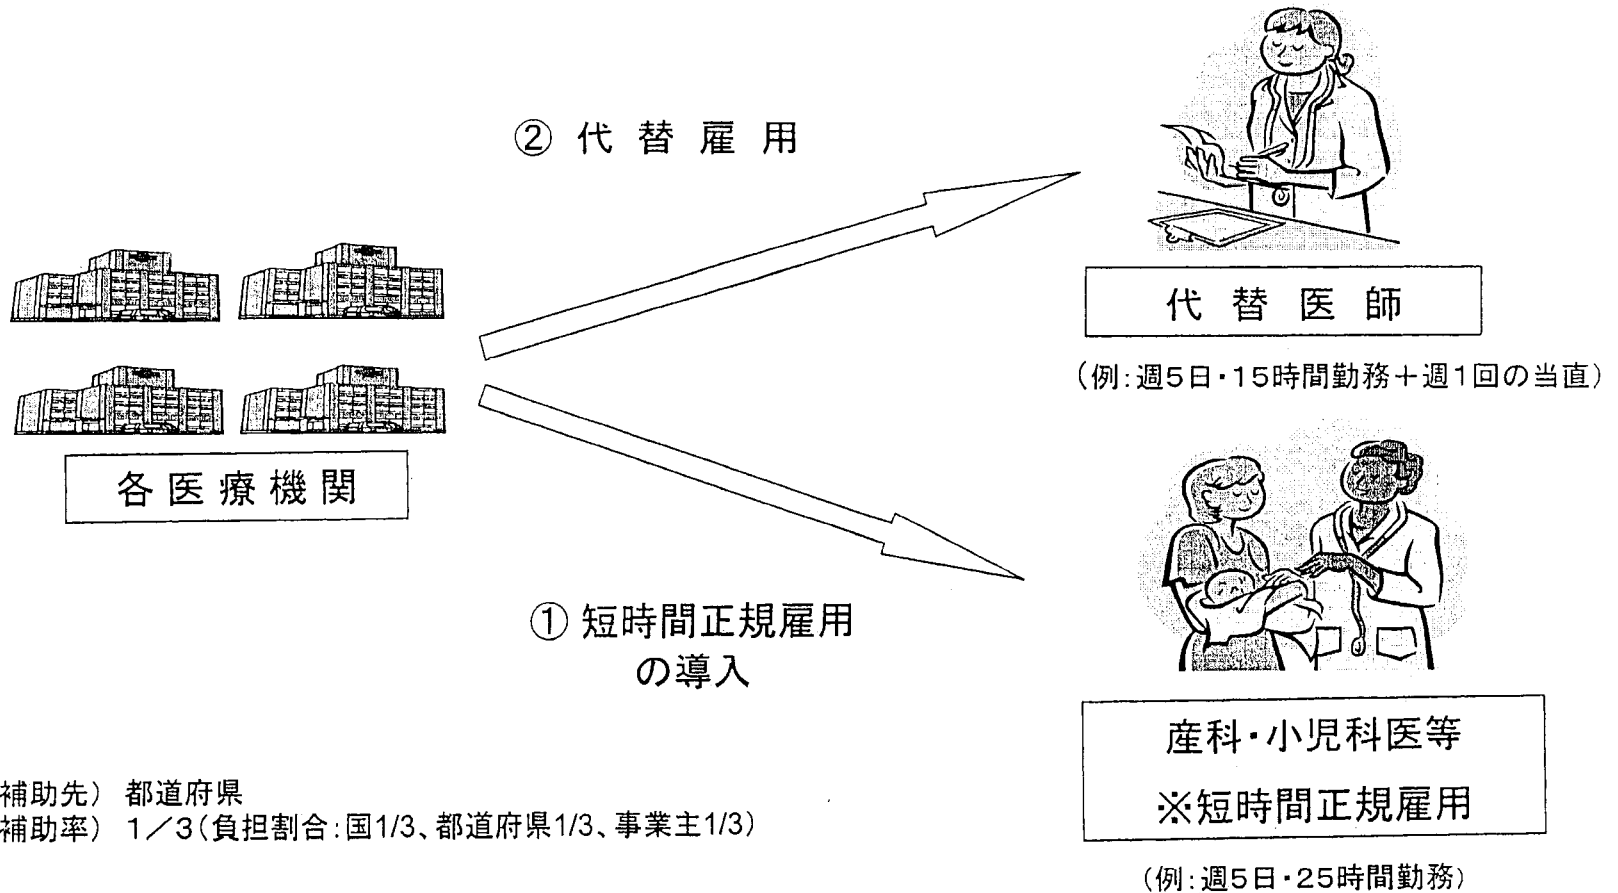 ② 代替雇用
代替医師
(例:週5日・15時間勤務+週1回の当直)
各医療機関
① 短時間正規雇用
の導入
産科・小児科医等
※短時間正規雇用
(例:週5日・25時間勤務)
補助先) 都道府県
補助率) 1/3(負担割合:国1/3、都道府県1/3、事業主1/3)